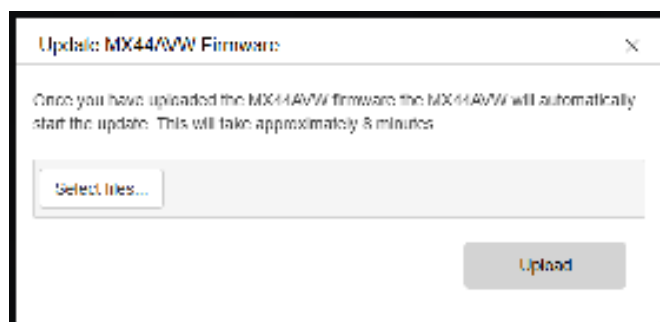 Update MX44AVW Firmware
Once you have uploaded the MX44AVW firmware the MX44AVW will automatically
start the update. This will take approximately 8 minutes
Select files...
Upload